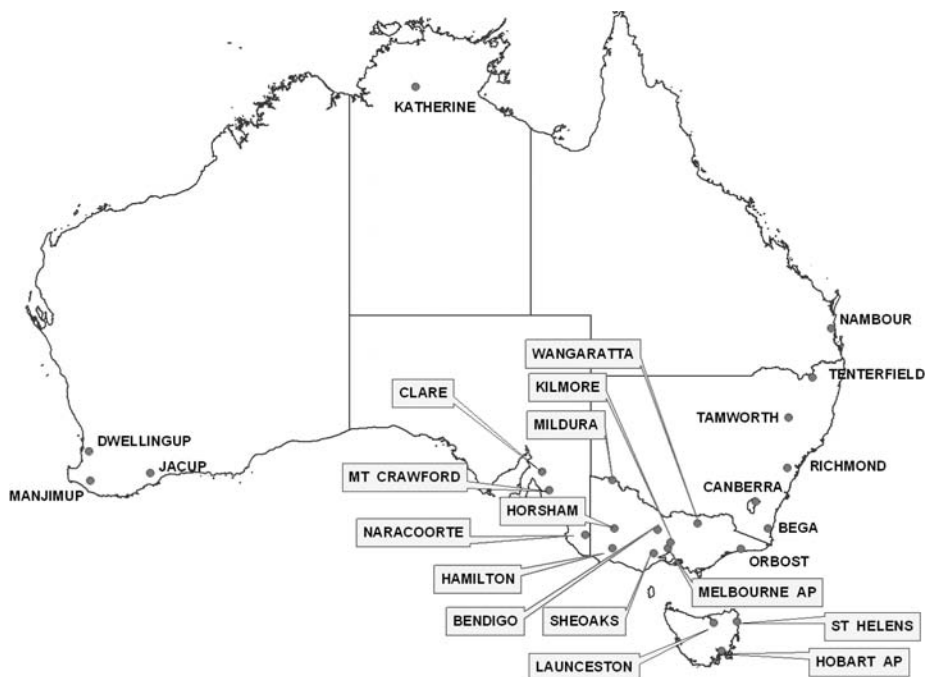 KATHERINE
NAMBOUR
WANGARATTA
TENTERFIELD
KILMORE
CLARE
MILDURA
TAMWORTH
DWELLINGUP
JACUP
RICHMOND
MT CRAWFORD
CANBERRA
MANJIMUP
HORSHAM
NARACOORTE
BEGA
ORBOST
HAMILTON
MELBOURNE AP
BENDIGO
SHEOAKS
ST HELENS
LAUNCESTON
HOBART AP